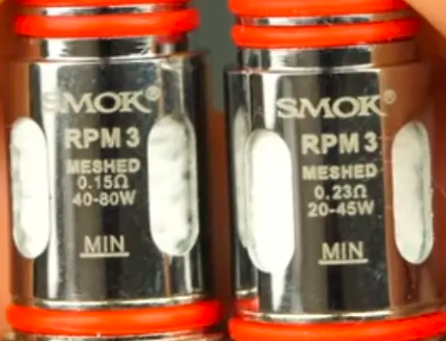 SMOK®
RPM 3
MESHED
0.15Ω
40-80W
MIN
SMOK®
RPM 3
MESHED
0.23Ω
20-45W
MIN